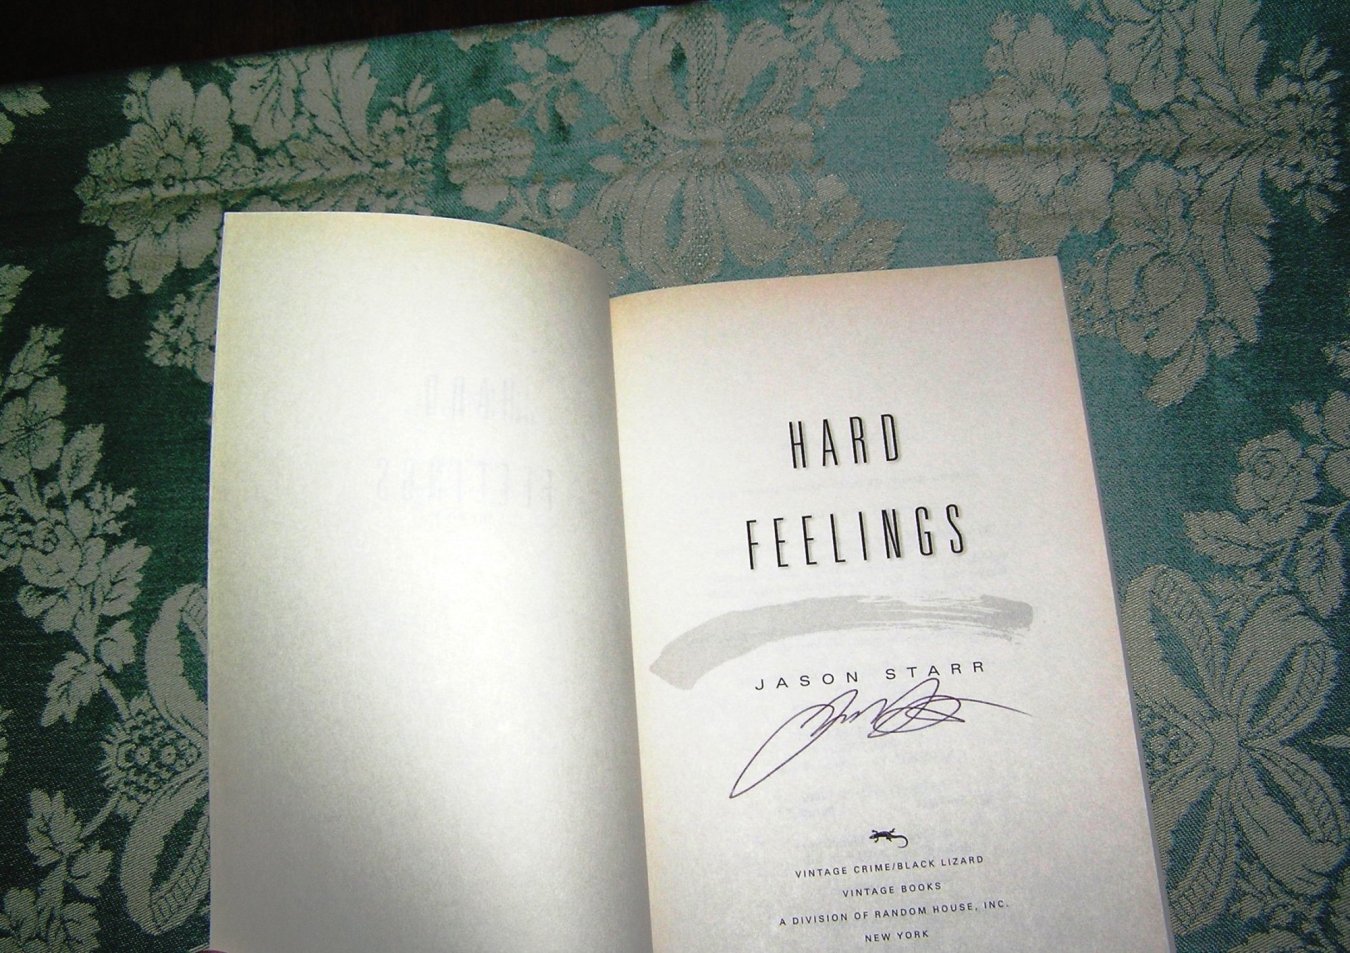 HARD
FEELINGS
JASON STARR
VINTAGE CRIME/BLACK LIZARD
VINTAGE BOOKS
A DIVISION OF RANDOM HOUSE, INC.
NEW YORK